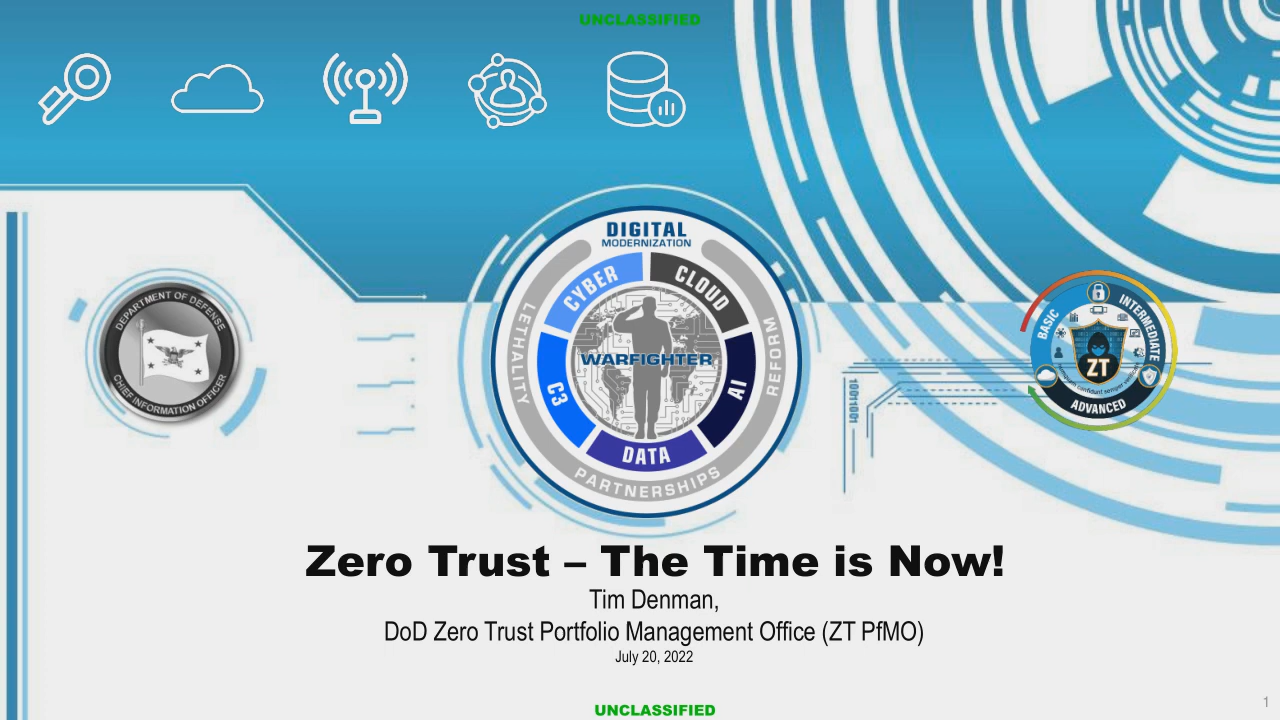 UNCLASSIFIED
DIGITAL
MODERNIZATION
CYBER
CLOUD
LETHALITY
REFORM
WARFIGHTER
C3
AI
DATA
PARTNERSHIPS
DEPARTMENT OF DEFENSE
CHIEF INFORMATION OFFICER
BASIC
INTERMEDIATE
ZT
ADVANCED
1001001
Zero Trust – The Time is Now!
Tim Denman,
DoD Zero Trust Portfolio Management Office (ZT PfMO)
July 20, 2022
UNCLASSIFIED
1